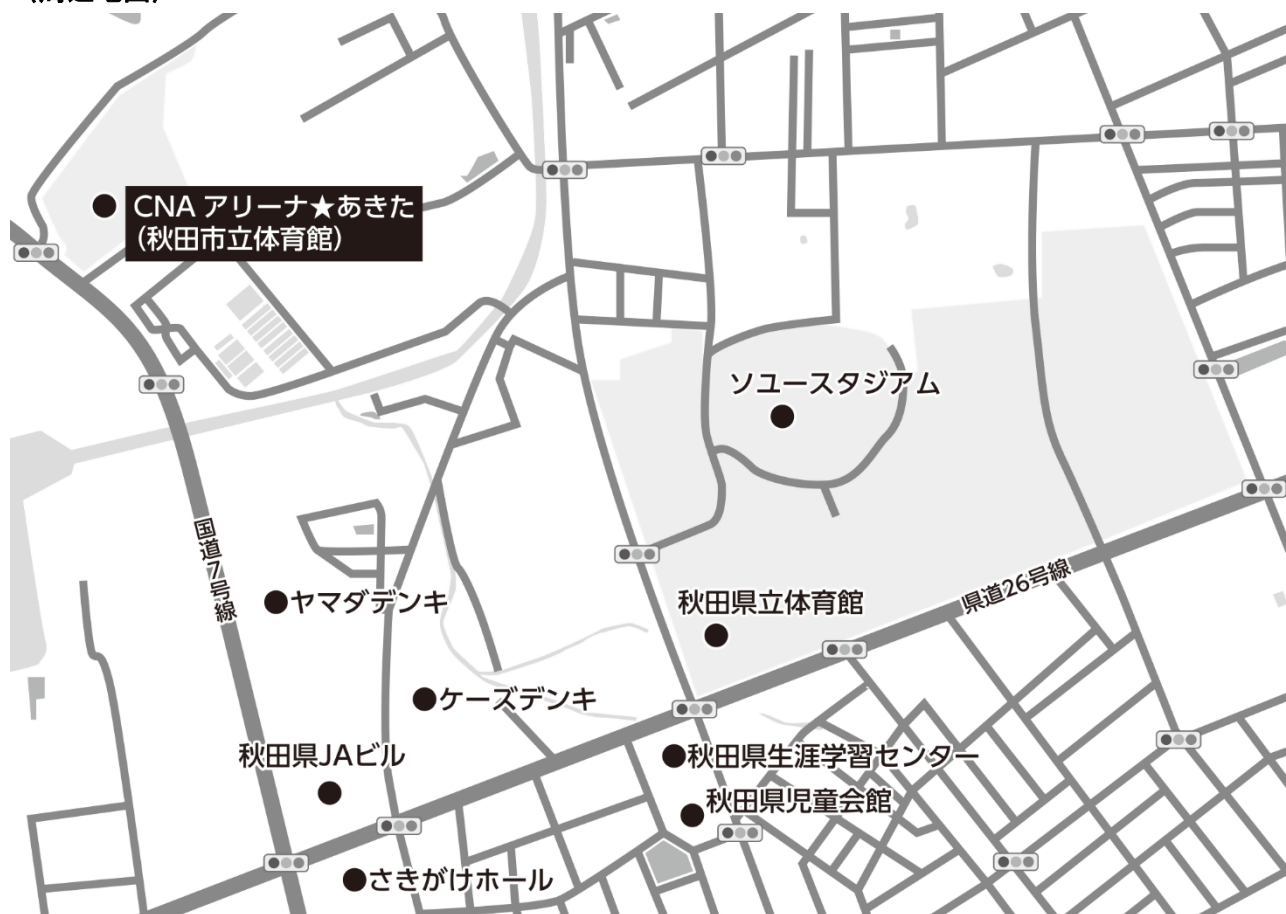 CNA アリーナ★あきた
（秋田市立体育館）
ソユースタジアム
国道7号線
ヤマダデンキ
秋田県立体育館
県道26号線
ケーズデンキ
秋田県JAビル
秋田県生涯学習センター
秋田県児童会館
さきがけホール